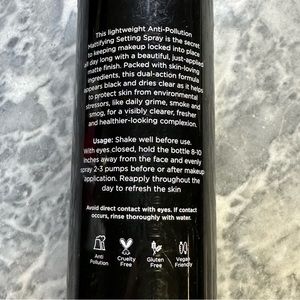 This lightweight Anti-Pollution
Mattifying Setting Spray is the secret
to keeping makeup locked into place
all day long with a beautiful, just-applied
matte finish. Packed with skin-loving
ingredients, this dual-action formula
appears black and dries clear as it helps
to protect skin from environmental
stressors, like daily grime, smoke and
smog, for a visibly clearer, fresher
and healthier-looking complexion.
Usage: Shake well before use.
With eyes closed, hold the bottle 8-10
inches away from the face and evenly
spray 2-3 pumps before or after makeup
application. Reapply throughout the
day to refresh the skin
Avoid direct contact with eyes. If contact
occurs, rinse thoroughly with water.
Anti Cruelty Gluten Vegan
Pollution Free Free Friendly